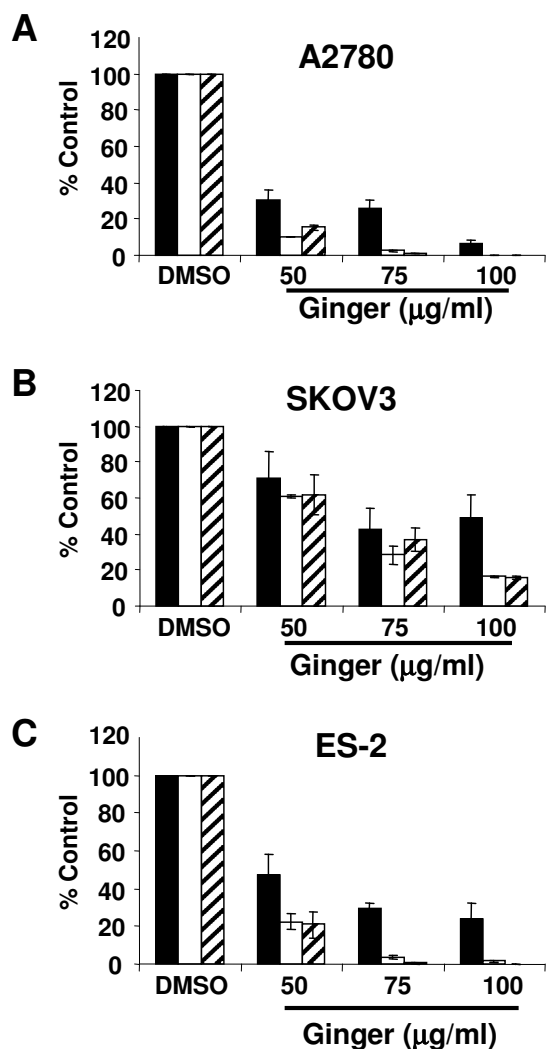 A
A2780
120
100
80
60
40
20
0
% Control
DMSO 50 75 100
Ginger (μg/ml)
B
SKOV3
120
100
80
60
40
20
0
% Control
DMSO 50 75 100
Ginger (μg/ml)
C
ES-2
120
100
80
60
40
20
0
% Control
DMSO 50 75 100
Ginger (μg/ml)